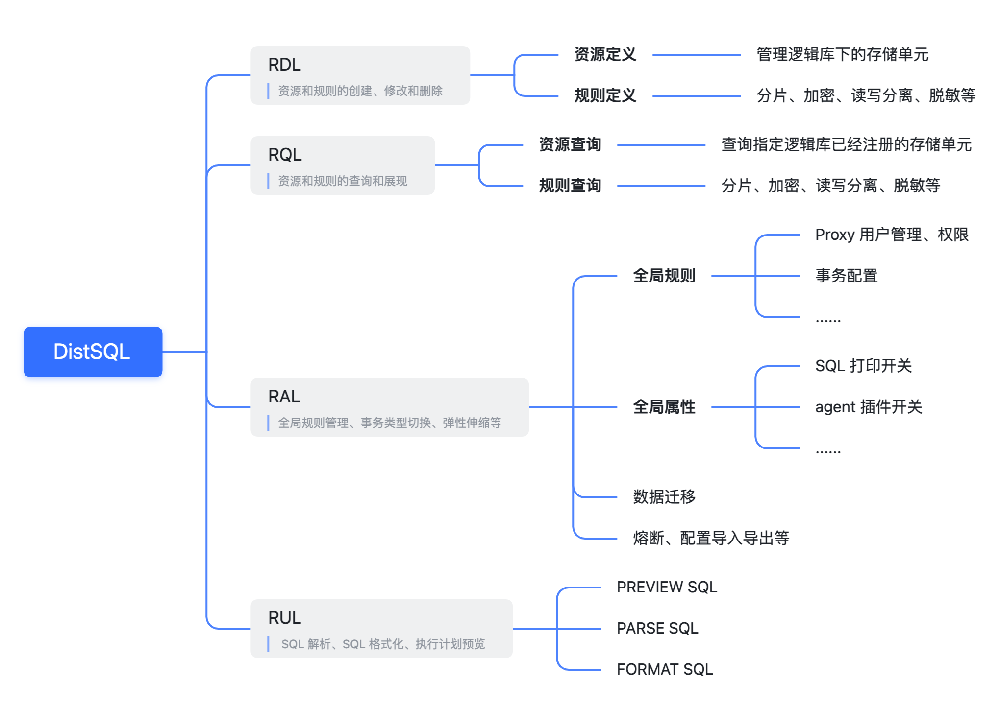 DistSQL
RDL
资源和规则的创建、修改和删除
资源定义
管理逻辑库下的存储单元
规则定义
分片、加密、读写分离、脱敏等
RQL
资源和规则的查询和展现
资源查询
查询指定逻辑库已经注册的存储单元
规则查询
分片、加密、读写分离、脱敏等
RAL
全局规则管理、事务类型切换、弹性伸缩等
全局规则
Proxy 用户管理、权限
事务配置
......
全局属性
SQL 打印开关
agent 插件开关
......
数据迁移
熔断、配置导入导出等
RUL
SQL 解析、SQL 格式化、执行计划预览
PREVIEW SQL
PARSE SQL
FORMAT SQL